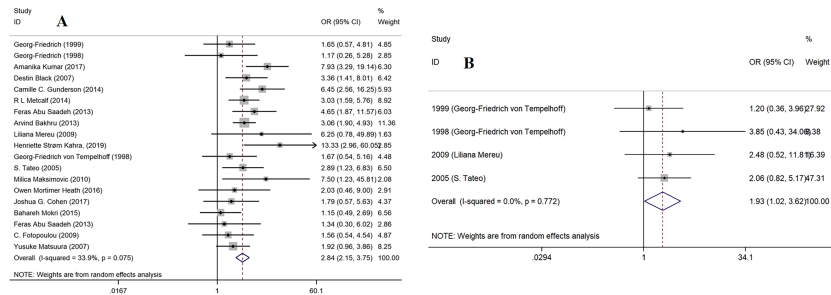 Study %
A
ID OR (95% CI) Weight
Georg-Friedrich (1999) 1.65 (0.57, 4.81) 4.85
Georg-Friedrich (1998) 1.17 (0.26, 5.28) 2.85
Amanika Kumar (2017) 7.93 (3.29, 19.14) 6.30
Destin Black (2007) 3.36 (1.41, 8.01) 6.42
Camille C. Gunderson (2014) 6.45 (2.56, 16.25) 5.93
R L Metcalf (2014) 3.03 (1.59, 5.76) 8.92
Feras Abu Saadeh (2013) 4.65 (1.87, 11.57) 6.03
Arvind Bakhru (2013) 3.06 (1.90, 4.93) 11.36
Liliana Mereu (2009) 6.25 (0.78, 49.89) 1.63
Henriette Strøm Kahra, (2019) 13.33 (2.96, 60.05) 2.85
Georg-Friedrich von Tempelhoff (1998) 1.67 (0.54, 5.16) 4.48
S. Tateo (2005) 2.89 (1.23, 6.83) 6.50
Milica Maksimovic (2010) 7.50 (1.23, 45.81) 2.08
Owen Mortimer Heath (2016) 2.03 (0.46, 9.00) 2.91
Joshua G. Cohen (2017) 1.79 (0.57, 5.63) 4.37
Bahareh Mokri (2015) 1.15 (0.49, 2.69) 6.56
Feras Abu Saadeh (2013) 1.34 (0.30, 6.02) 2.86
C. Fotopoulou (2009) 1.56 (0.54, 4.54) 4.87
Yusuke Matsuura (2007) 1.92 (0.96, 3.86) 8.25
Overall (I-squared = 33.9%, p = 0.075) 2.84 (2.15, 3.75) 100.00
NOTE: Weights are from random effects analysis
.0167 1 60.1
Study %
B
ID OR (95% CI) Weight
1999 (Georg-Friedrich von Tempelhoff) 1.20 (0.36, 3.96) 27.92
1998 (Georg-Friedrich von Tempelhoff) 3.85 (0.43, 34.06) 8.38
2009 (Liliana Mereu) 2.48 (0.52, 11.81) 16.39
2005 (S. Tateo) 2.06 (0.82, 5.17) 47.31
Overall (I-squared = 0.0%, p = 0.772) 1.93 (1.02, 3.62) 100.00
NOTE: Weights are from random effects analysis
.0294 1 34.1